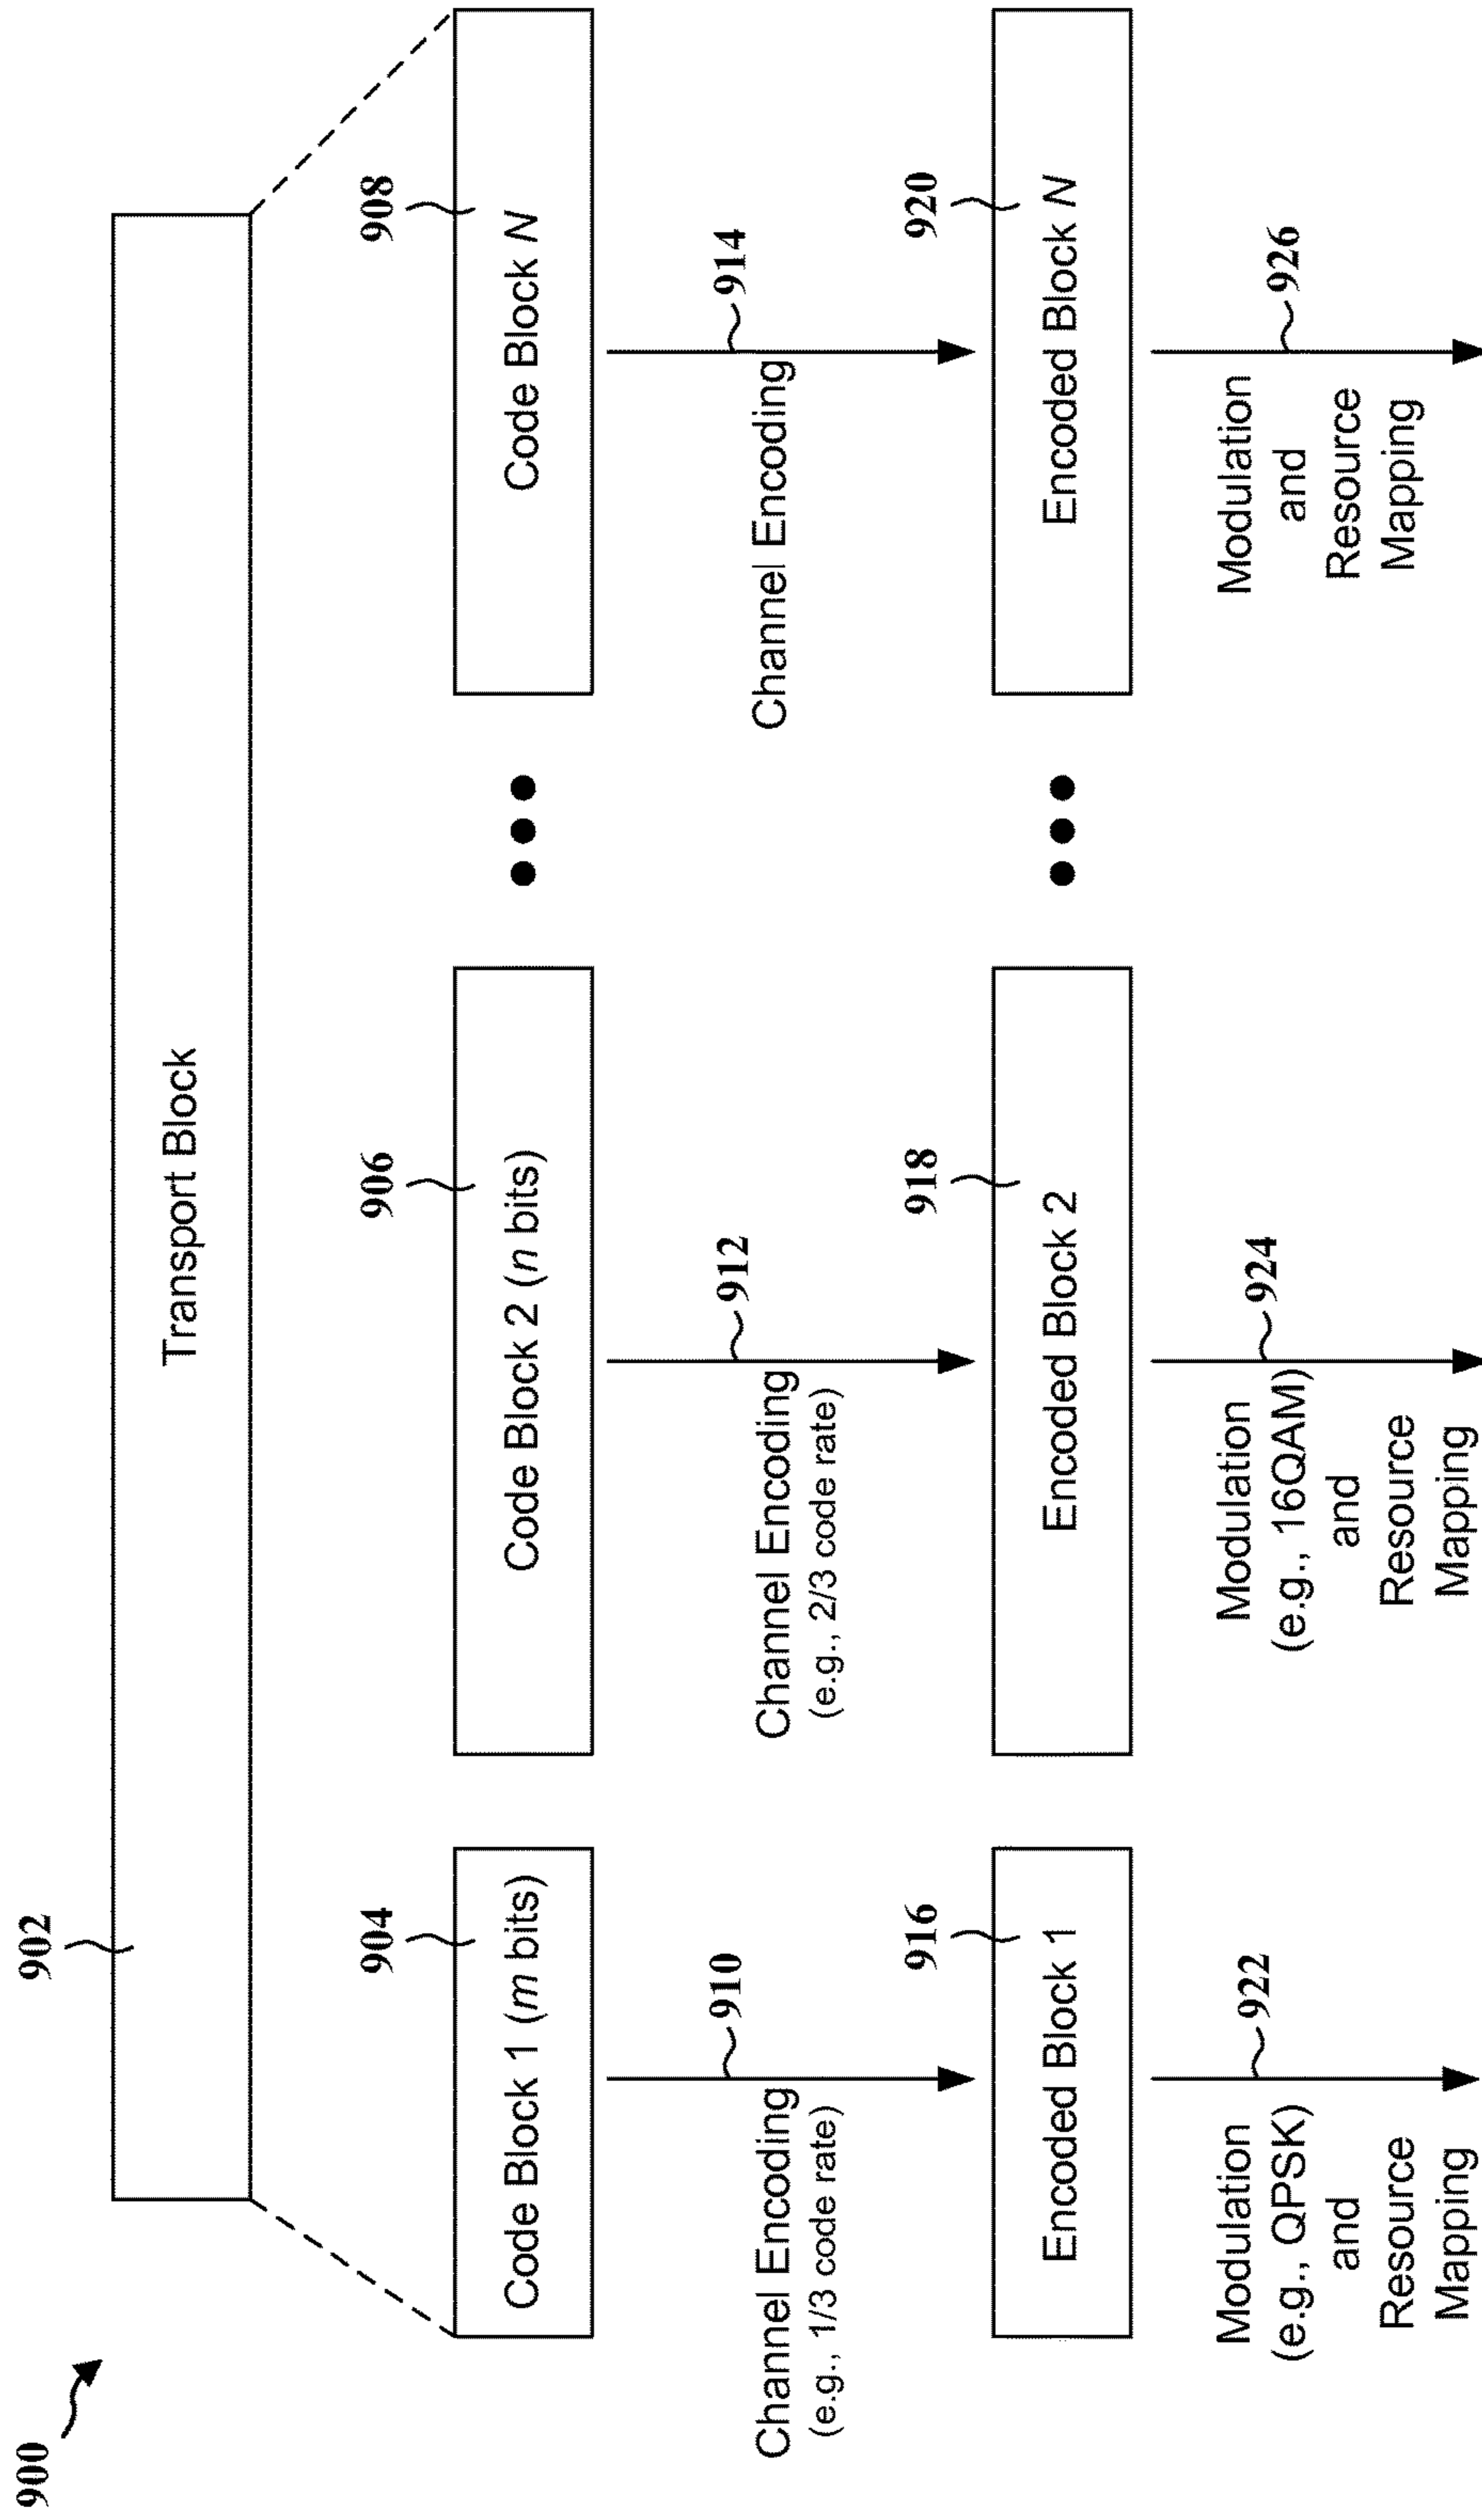 900
902
Transport Block
904
906
908
Code Block 1 (m bits)
Code Block 2 (n bits)
Code Block N
910
912
914
Channel Encoding
(e.g., 1/3 code rate)
Channel Encoding
(e.g., 2/3 code rate)
Channel Encoding
916
918
920
Encoded Block 1
Encoded Block 2
Encoded Block N
922
924
926
Modulation
(e.g., QPSK)
and
Resource
Mapping
Modulation
(e.g., 16QAM)
and
Resource
Mapping
Modulation
and
Resource
Mapping